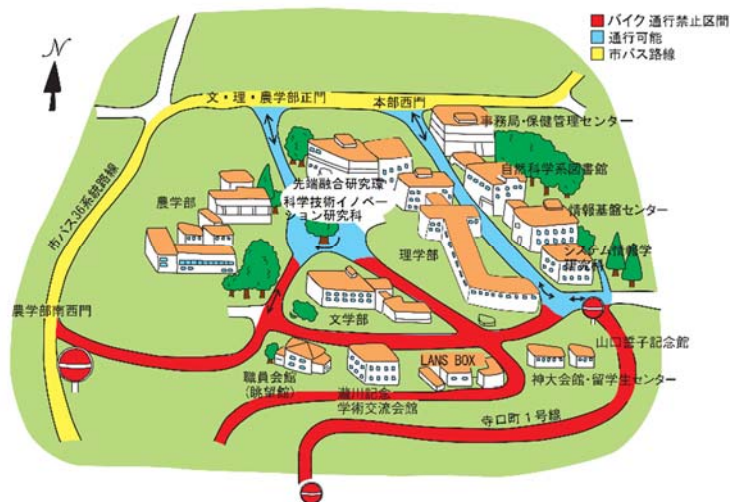 バイク通行禁止区間
通行可能
市バス路線
N
文・理・農学部正門
本部西門
事務局・保健管理センター
自然科学系図書館
先端融合研究環
科学技術イノベー
ション研究科
農学部
情報基盤センター
市バス36系統路線
理学部
システム情報学
研究科
文学部
農学部南西門
山口誓子記念館
LANS BOX
職員会館
(眺望館)
瀧川記念
学術交流会館
神大会館・留学生センター
寺口町1号線